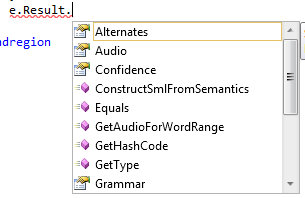 e.Result.
Alternates
ndregion
Audio
Confidence
ConstructSmlFromSemantics
Equals
GetAudioForWordRange
GetHashCode
GetType
Grammar